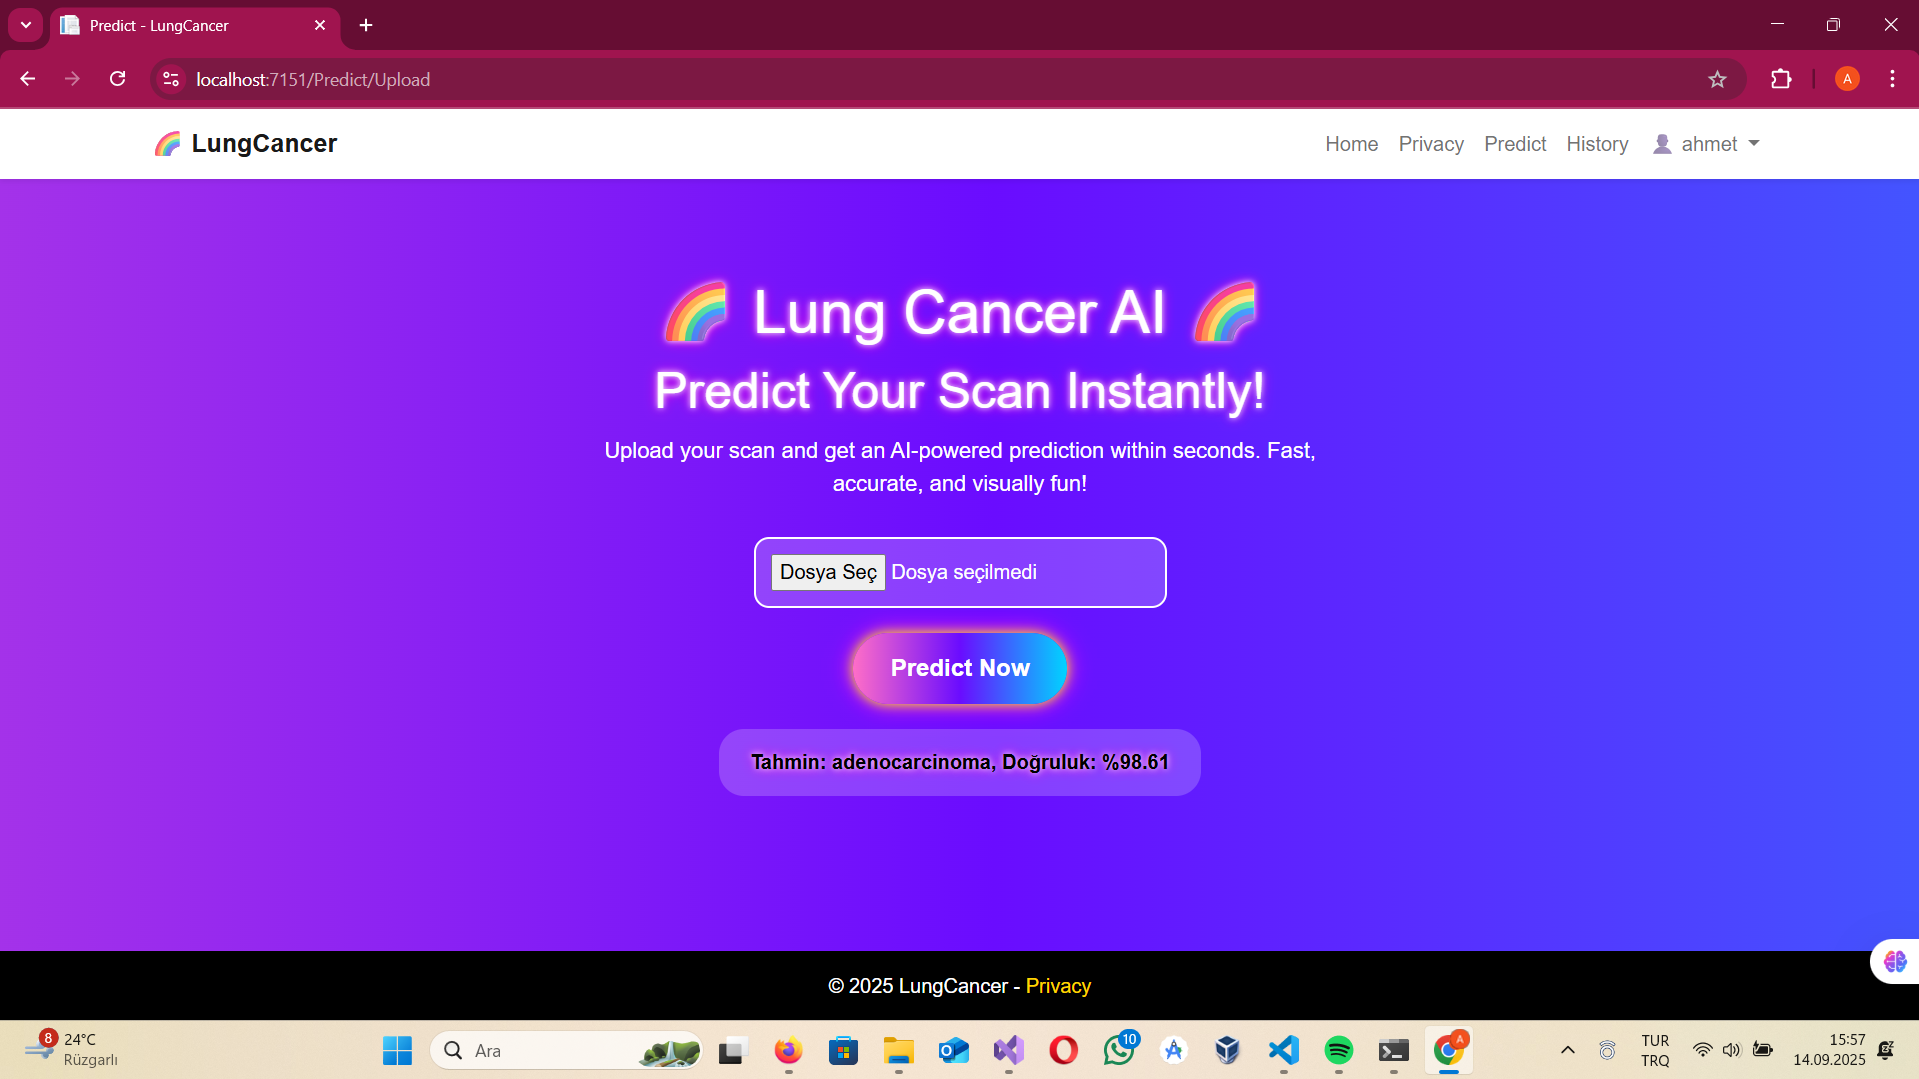 Predict - LungCancer
localhost:7151/Predict/Upload
A
LungCancer
Home Privacy Predict History ahmet
Lung Cancer AI
Predict Your Scan Instantly!
Upload your scan and get an AI-powered prediction within seconds. Fast,
accurate, and visually fun!
Dosya Seç Dosya seçilmedi
Predict Now
Tahmin: adenocarcinoma, Doğruluk: %98.61
© 2025 LungCancer - Privacy
8
24°C
Rüzgarlı
Ara
10
A
TUR
TRQ
15:57
14.09.2025